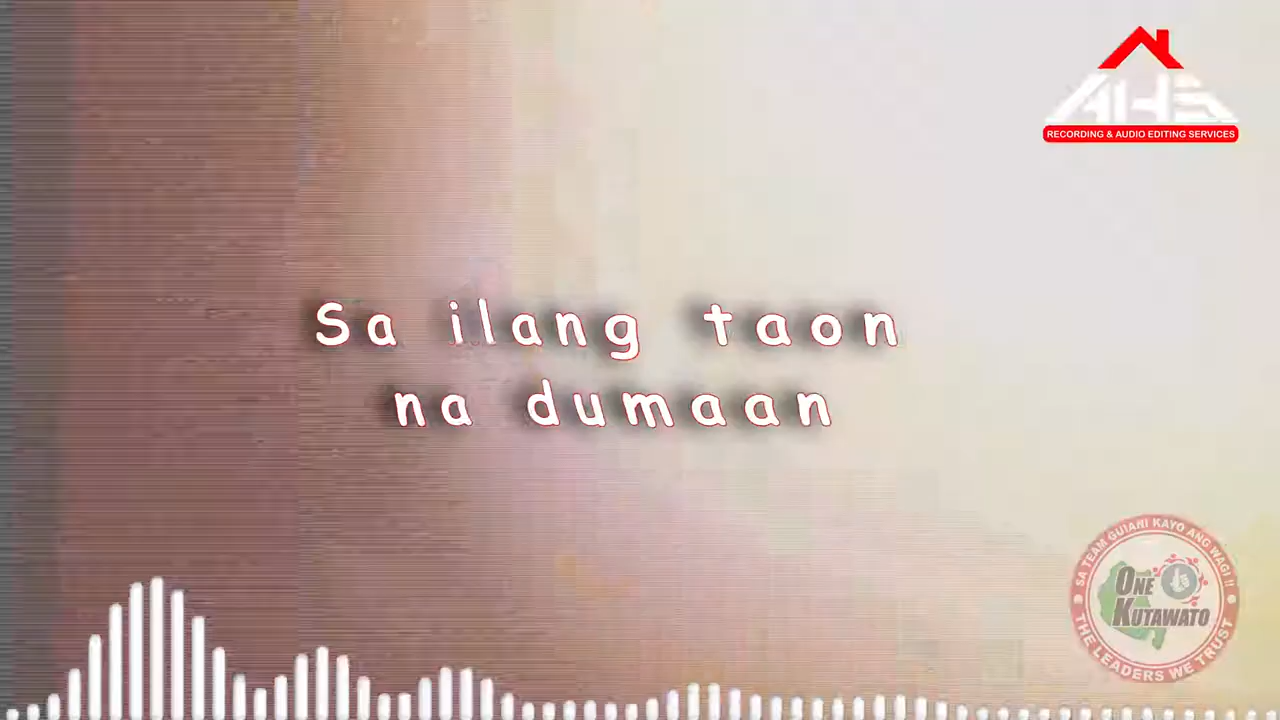 AHS
RECORDING & AUDIO EDITING SERVICES
Sa ilang taon
na dumaan
SA TEAM GUIANI KAYO ANG WAGI !!
ONE
KUTAWATO
THE LEADERS WE TRUST